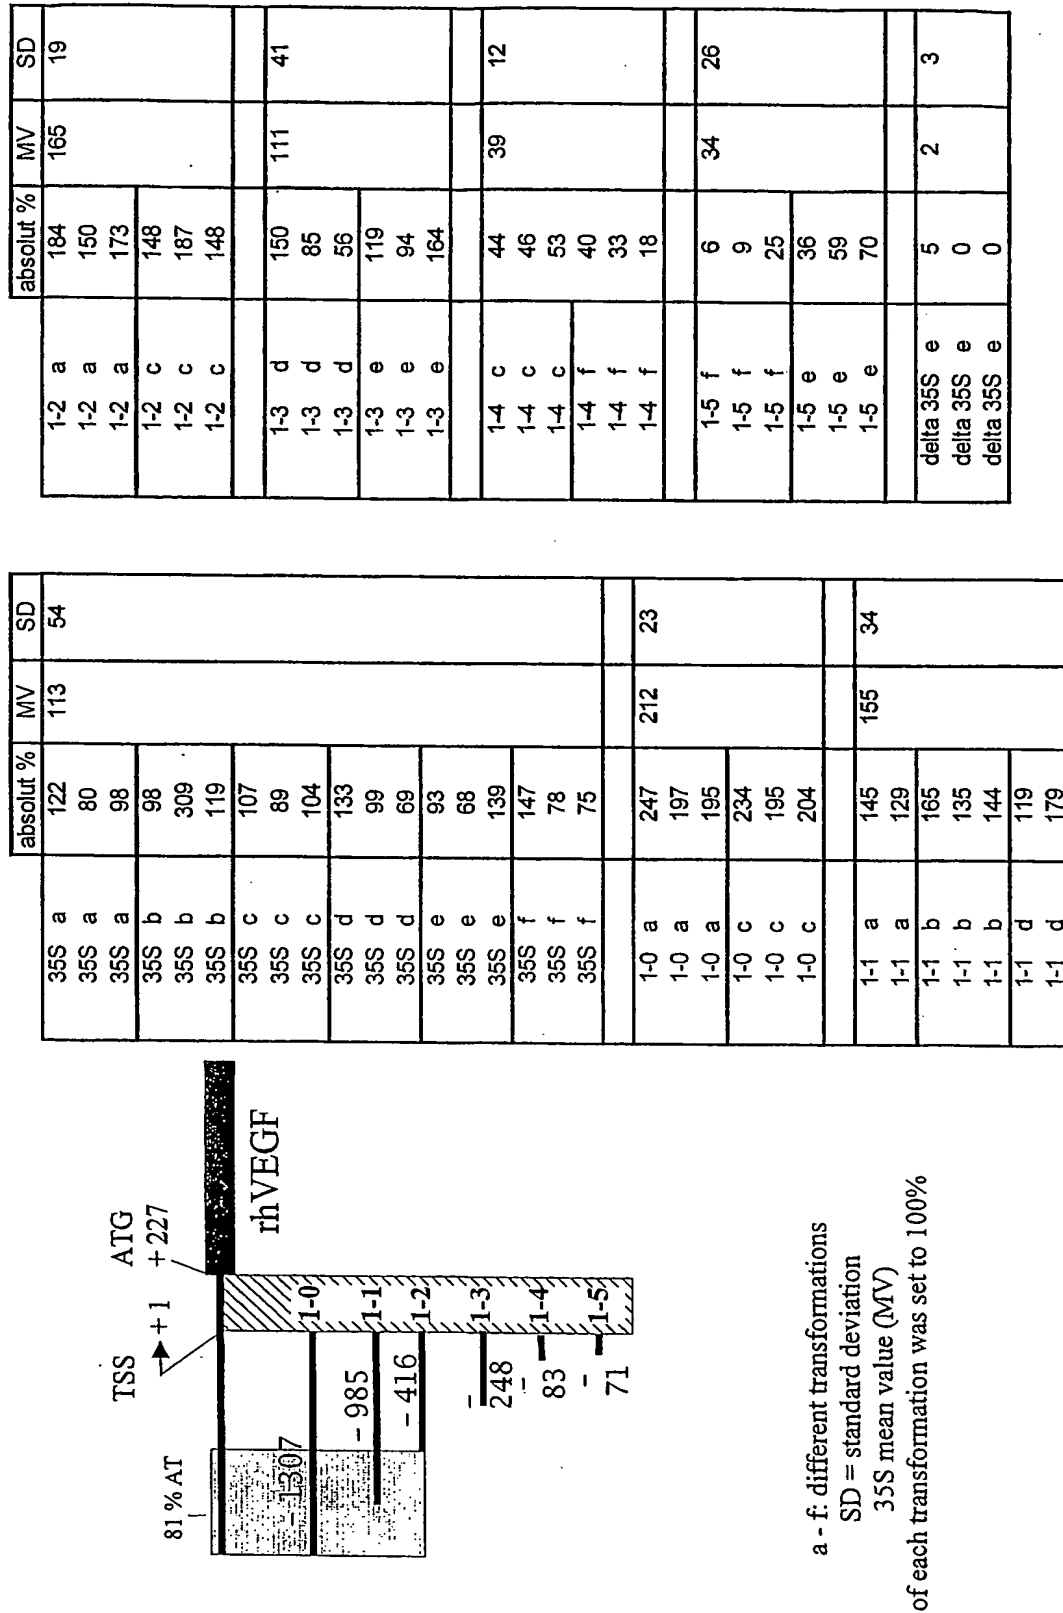 81 % AT
TSS
+ 1
ATG
+ 227
rhVEGF
- 1307
1-0
- 985
1-1
- 416
1-2
- 248
1-3
- 83
1-4
- 71
1-5
a - f: different transformations
SD = standard deviation
35S mean value (MV)
of each transformation was set to 100%
absolut % MV SD
35S a 122 113 54
35S a 80
35S a 98
35S b 98
35S b 309
35S b 119
35S c 107
35S c 89
35S c 104
35S d 133
35S d 99
35S d 69
35S e 93
35S e 68
35S e 139
35S f 147
35S f 78
35S f 75
1-0 a 247 212 23
1-0 a 197
1-0 a 195
1-0 c 234
1-0 c 195
1-0 c 204
1-1 a 145 155 34
1-1 a 129
1-1 b 165
1-1 b 135
1-1 b 144
1-1 d 119
1-1 d 179
absolut % MV SD
1-2 a 184 165 19
1-2 a 150
1-2 a 173
1-2 c 148
1-2 c 187
1-2 c 148
1-3 d 150 111 41
1-3 d 85
1-3 d 56
1-3 e 119
1-3 e 94
1-3 e 164
1-4 c 44 39 12
1-4 c 46
1-4 c 53
1-4 f 40
1-4 f 33
1-4 f 18
1-5 f 6 34 26
1-5 f 9
1-5 f 25
1-5 e 36
1-5 e 59
1-5 e 70
delta 35S e 5 2 3
delta 35S e 0
delta 35S e 0